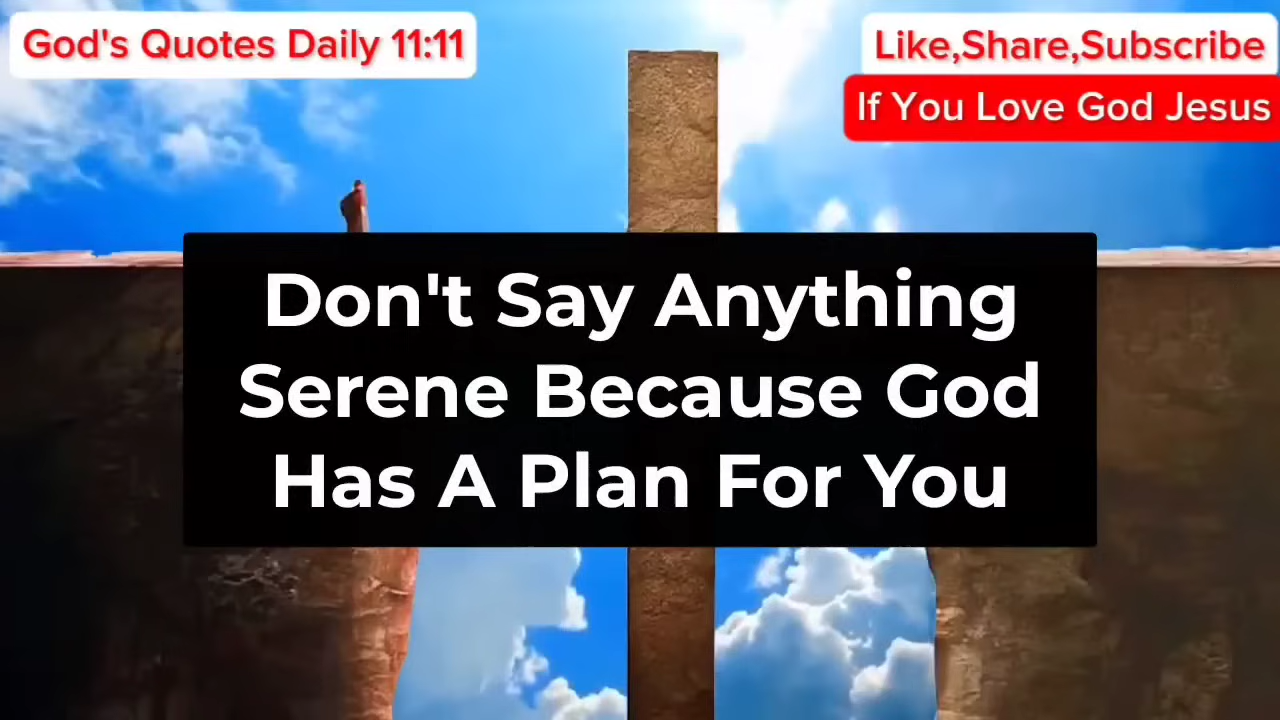 God's Quotes Daily 11:11
Like,Share,Subscribe
If You Love God Jesus
Don't Say Anything
Serene Because God
Has A Plan For You